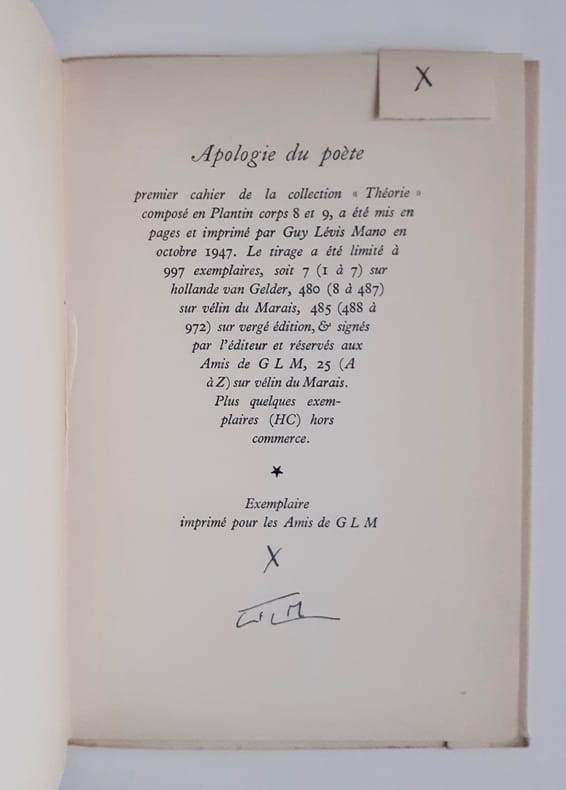 X
Apologie du poète
premier cahier de la collection « Théorie »
composé en Plantin corps 8 et 9, a été mis en
pages et imprimé par Guy Lévis Mano en
octobre 1947. Le tirage a été limité à
997 exemplaires, soit 7 (1 à 7) sur
hollande van Gelder, 480 (8 à 487)
sur vélin du Marais, 485 (488 à
972) sur vergé édition, & signés
par l'éditeur et réservés aux
Amis de G L M, 25 (A
à Z) sur vélin du Marais.
Plus quelques exem-
plaires (HC) hors
commerce.
Exemplaire
imprimé pour les Amis de G L M
X
GLM